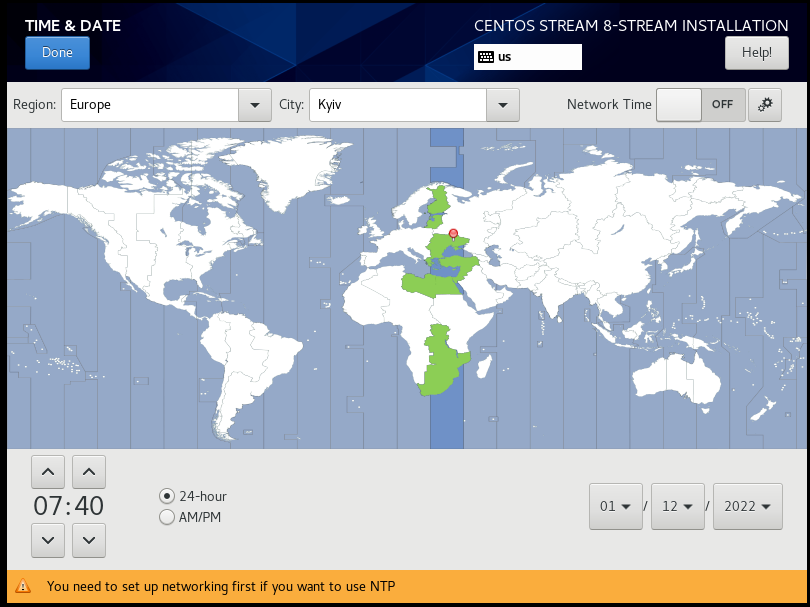 TIME & DATE
CENTOS STREAM 8-STREAM INSTALLATION
Done
us
Help!
Region: Europe City: Kyiv Network Time OFF
07:40
24-hour
AM/PM
01 / 12 / 2022
You need to set up networking first if you want to use NTP